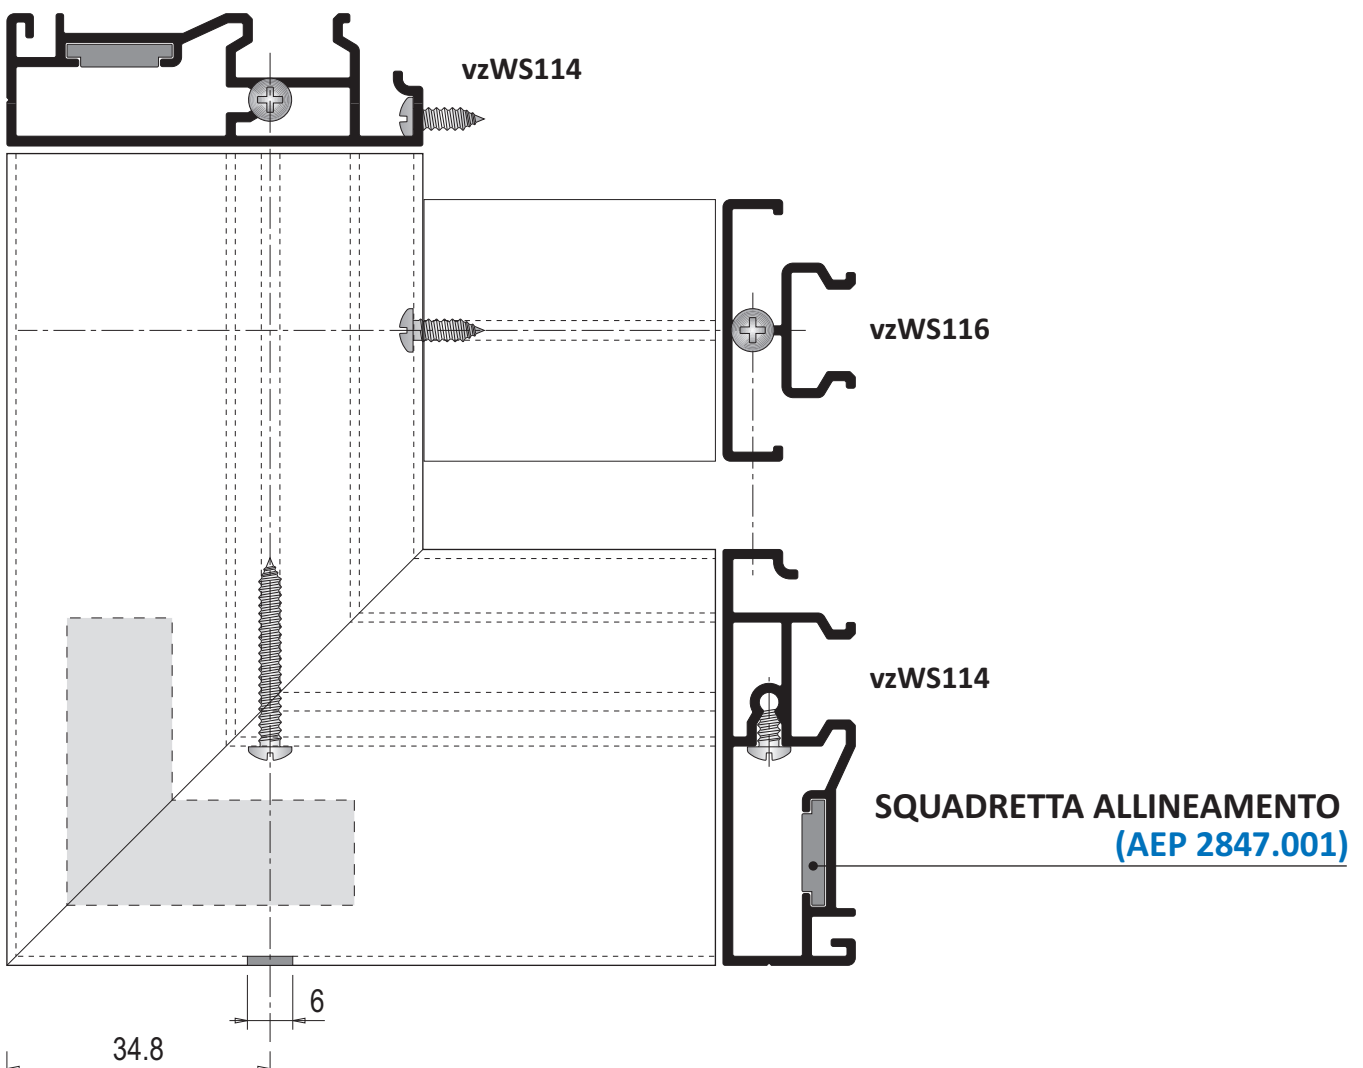 vzWS114
vzWS116
vzWS114
SQUADRETTA ALLINEAMENTO
(AEP 2847.001)
6
34.8